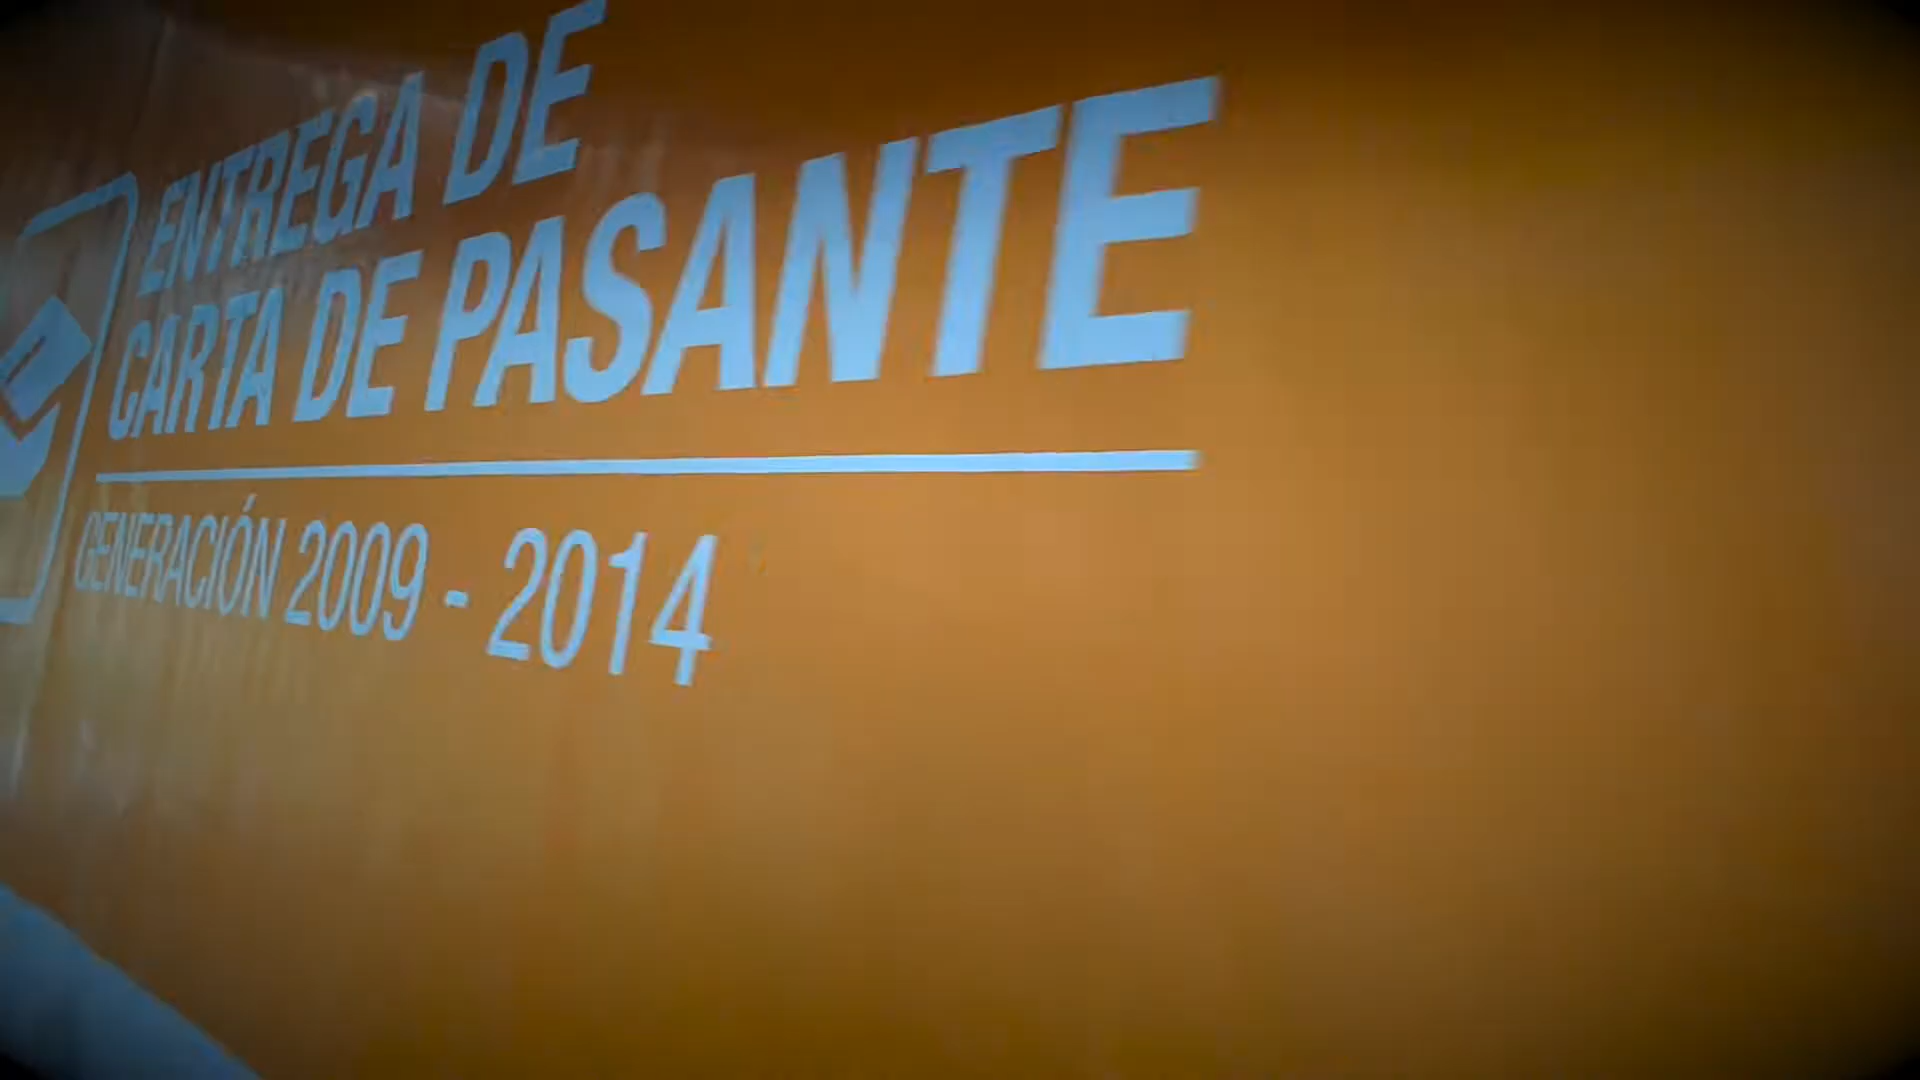 ENTREGA DE
CARTA DE PASANTE
GENERACIÓN 2009 - 2014